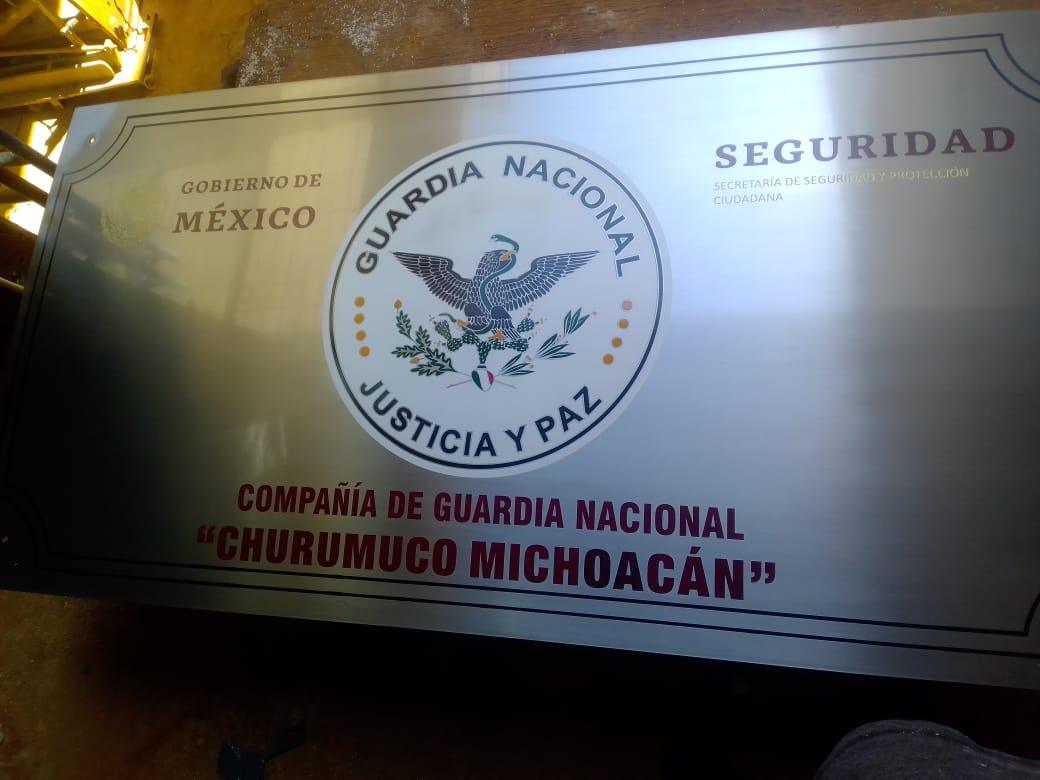 GOBIERNO DE
MÉXICO
GUARDIA NACIONAL
JUSTICIA Y PAZ
SEGURIDAD
SECRETARÍA DE SEGURIDAD Y PROTECCIÓN
CIUDADANA
COMPAÑÍA DE GUARDIA NACIONAL
“CHURUMUCO MICHOACÁN”